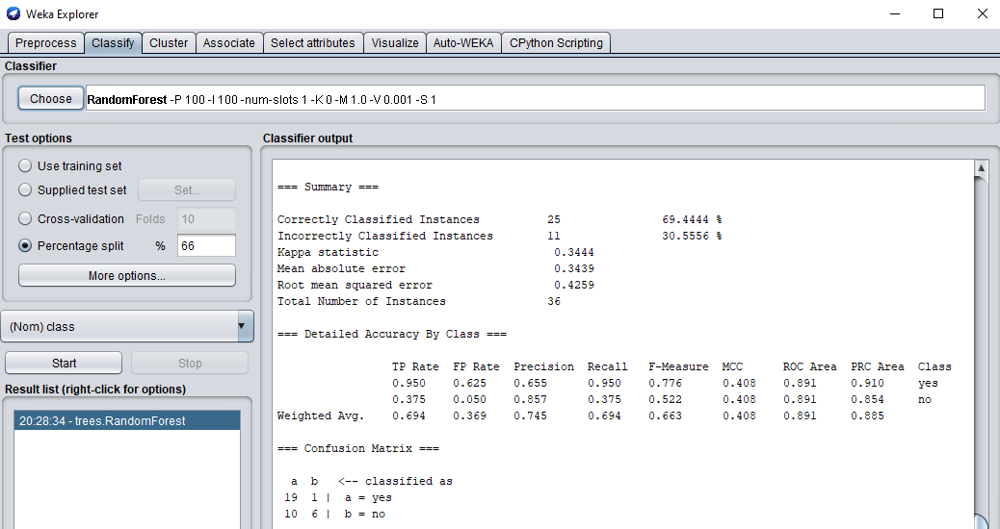 Weka Explorer
Preprocess Classify Cluster Associate Select attributes Visualize Auto-WEKA CPython Scripting
Classifier
Choose RandomForest -P 100 -I 100 -num-slots 1 -K 0 -M 1.0 -V 0.001 -S 1
Test options
Use training set
Supplied test set Set...
Cross-validation Folds 10
Percentage split % 66
More options...
(Nom) class
Start Stop
Result list (right-click for options)
20:28:34 - trees.RandomForest
Classifier output
=== Summary ===
Correctly Classified Instances 25 69.4444 %
Incorrectly Classified Instances 11 30.5556 %
Kappa statistic 0.3444
Mean absolute error 0.3439
Root mean squared error 0.4259
Total Number of Instances 36
=== Detailed Accuracy By Class ===
TP Rate FP Rate Precision Recall F-Measure MCC ROC Area PRC Area Class
0.950 0.625 0.655 0.950 0.776 0.408 0.891 0.910 yes
0.375 0.050 0.857 0.375 0.522 0.408 0.891 0.854 no
Weighted Avg. 0.694 0.369 0.745 0.694 0.663 0.408 0.891 0.885
=== Confusion Matrix ===
a b <-- classified as
19 1 | a = yes
10 6 | b = no